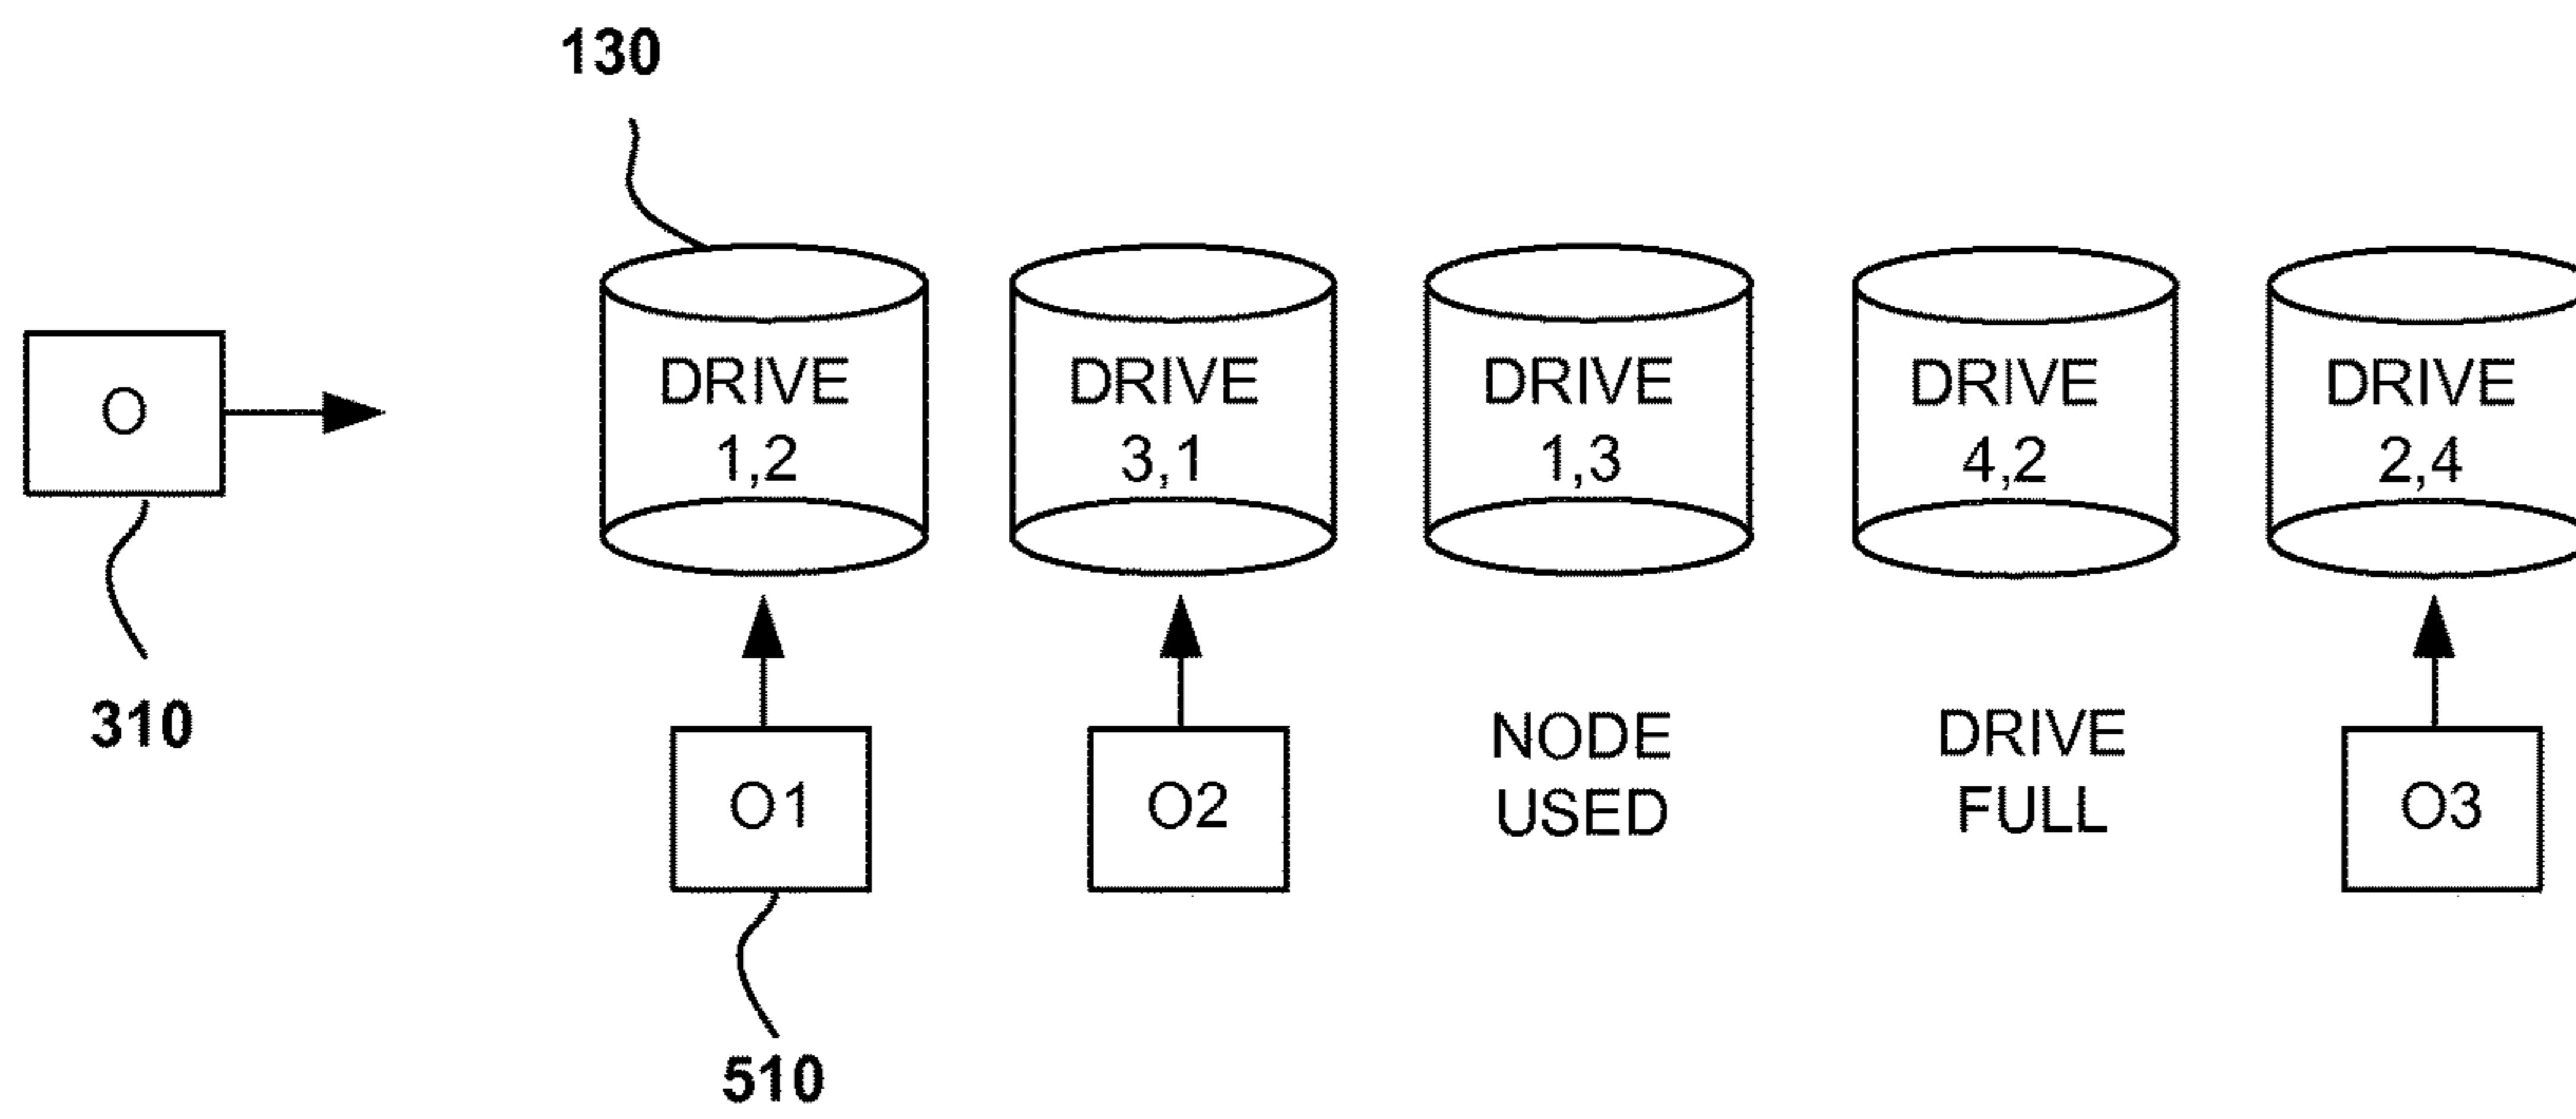 130
O
DRIVE
1,2
DRIVE
3,1
DRIVE
1,3
DRIVE
4,2
DRIVE
2,4
310
O1
O2
NODE
USED
DRIVE
FULL
O3
510